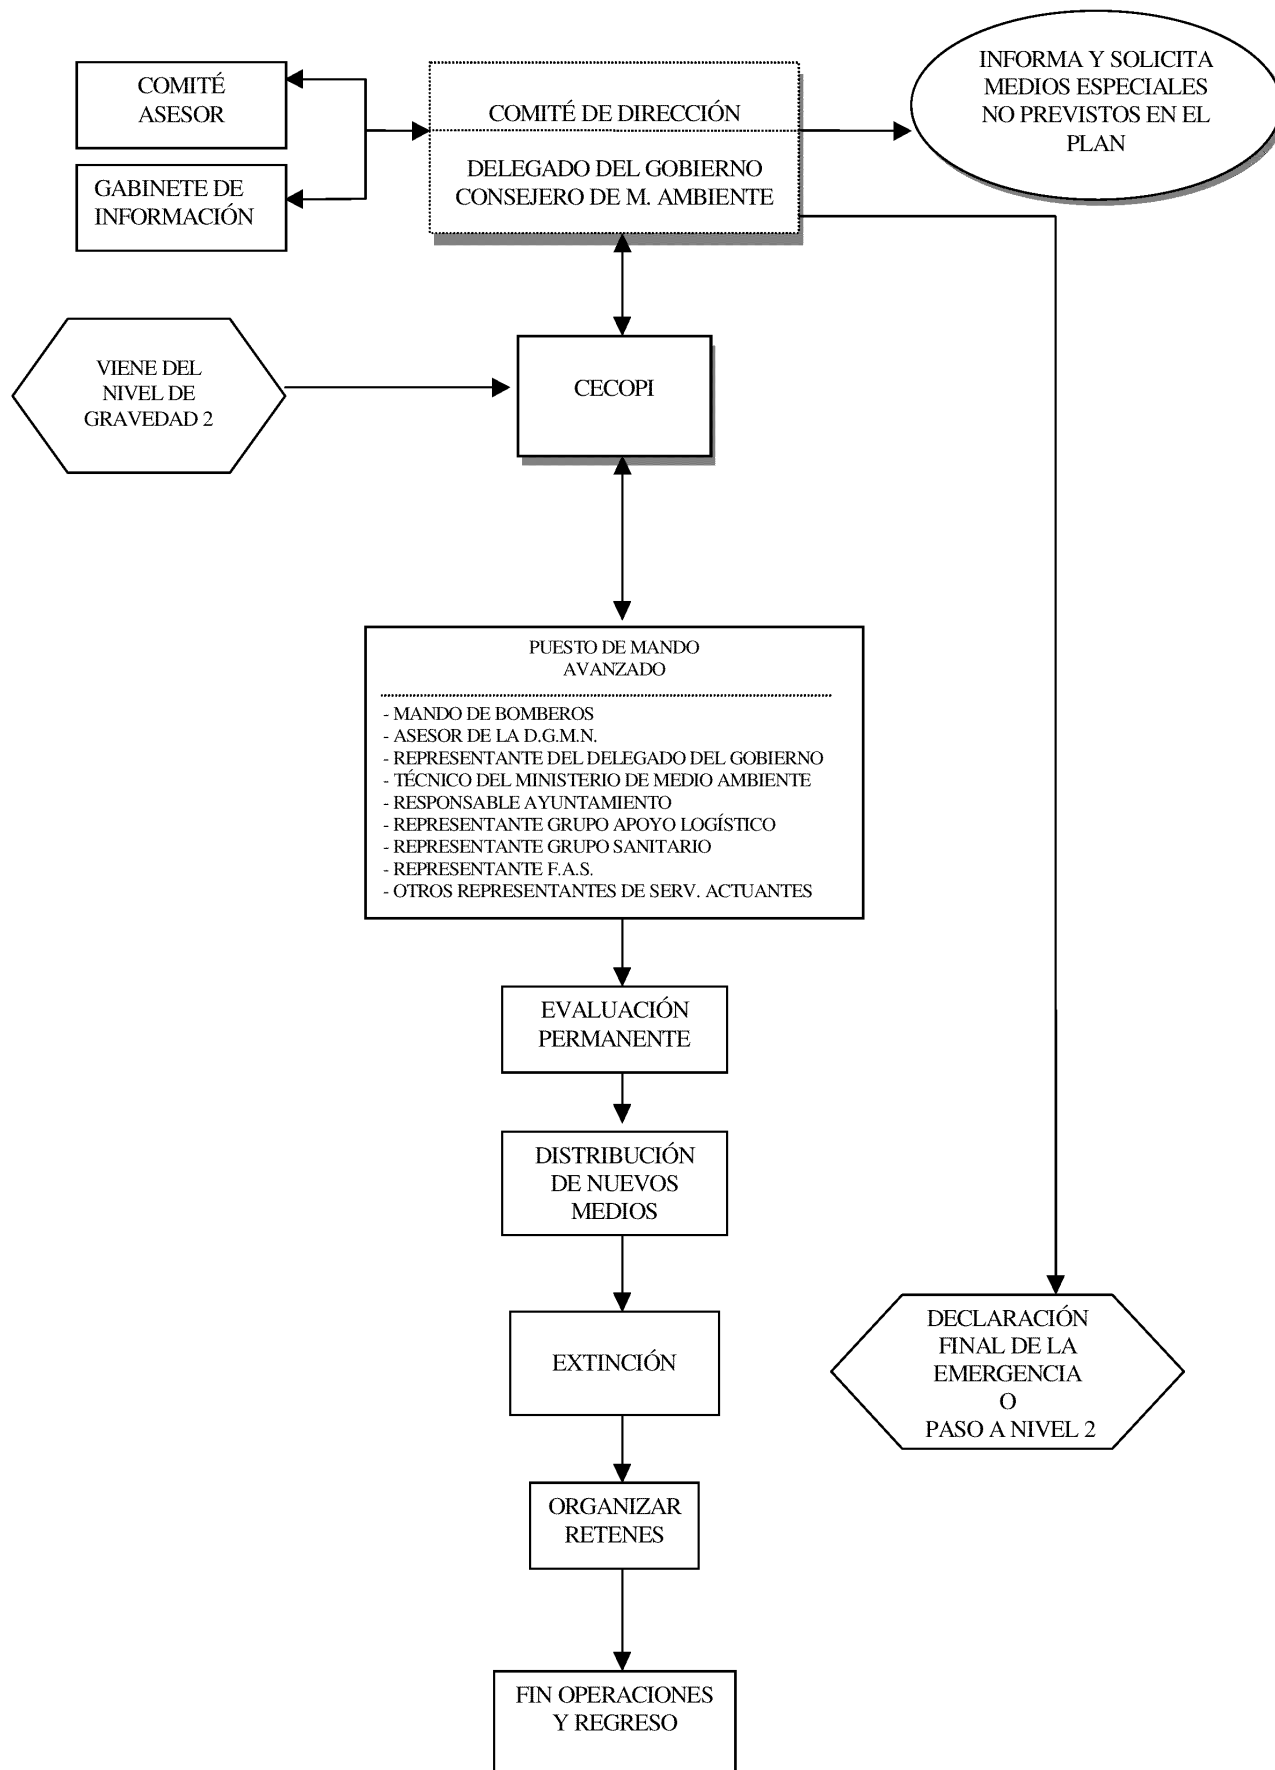 COMITÉ
ASESOR
GABINETE DE
INFORMACIÓN
COMITÉ DE DIRECCIÓN
DELEGADO DEL GOBIERNO
CONSEJERO DE M. AMBIENTE
INFORMA Y SOLICITA
MEDIOS ESPECIALES
NO PREVISTOS EN EL
PLAN
VIENE DEL
NIVEL DE
GRAVEDAD 2
CECOPI
PUESTO DE MANDO
AVANZADO
- MANDO DE BOMBEROS
- ASESOR DE LA D.G.M.N.
- REPRESENTANTE DEL DELEGADO DEL GOBIERNO
- TÉCNICO DEL MINISTERIO DE MEDIO AMBIENTE
- RESPONSABLE AYUNTAMIENTO
- REPRESENTANTE GRUPO APOYO LOGÍSTICO
- REPRESENTANTE GRUPO SANITARIO
- REPRESENTANTE F.A.S.
- OTROS REPRESENTANTES DE SERV. ACTUANTES
EVALUACIÓN
PERMANENTE
DISTRIBUCIÓN
DE NUEVOS
MEDIOS
EXTINCIÓN
DECLARACIÓN
FINAL DE LA
EMERGENCIA
O
PASO A NIVEL 2
ORGANIZAR
RETENES
FIN OPERACIONES
Y REGRESO